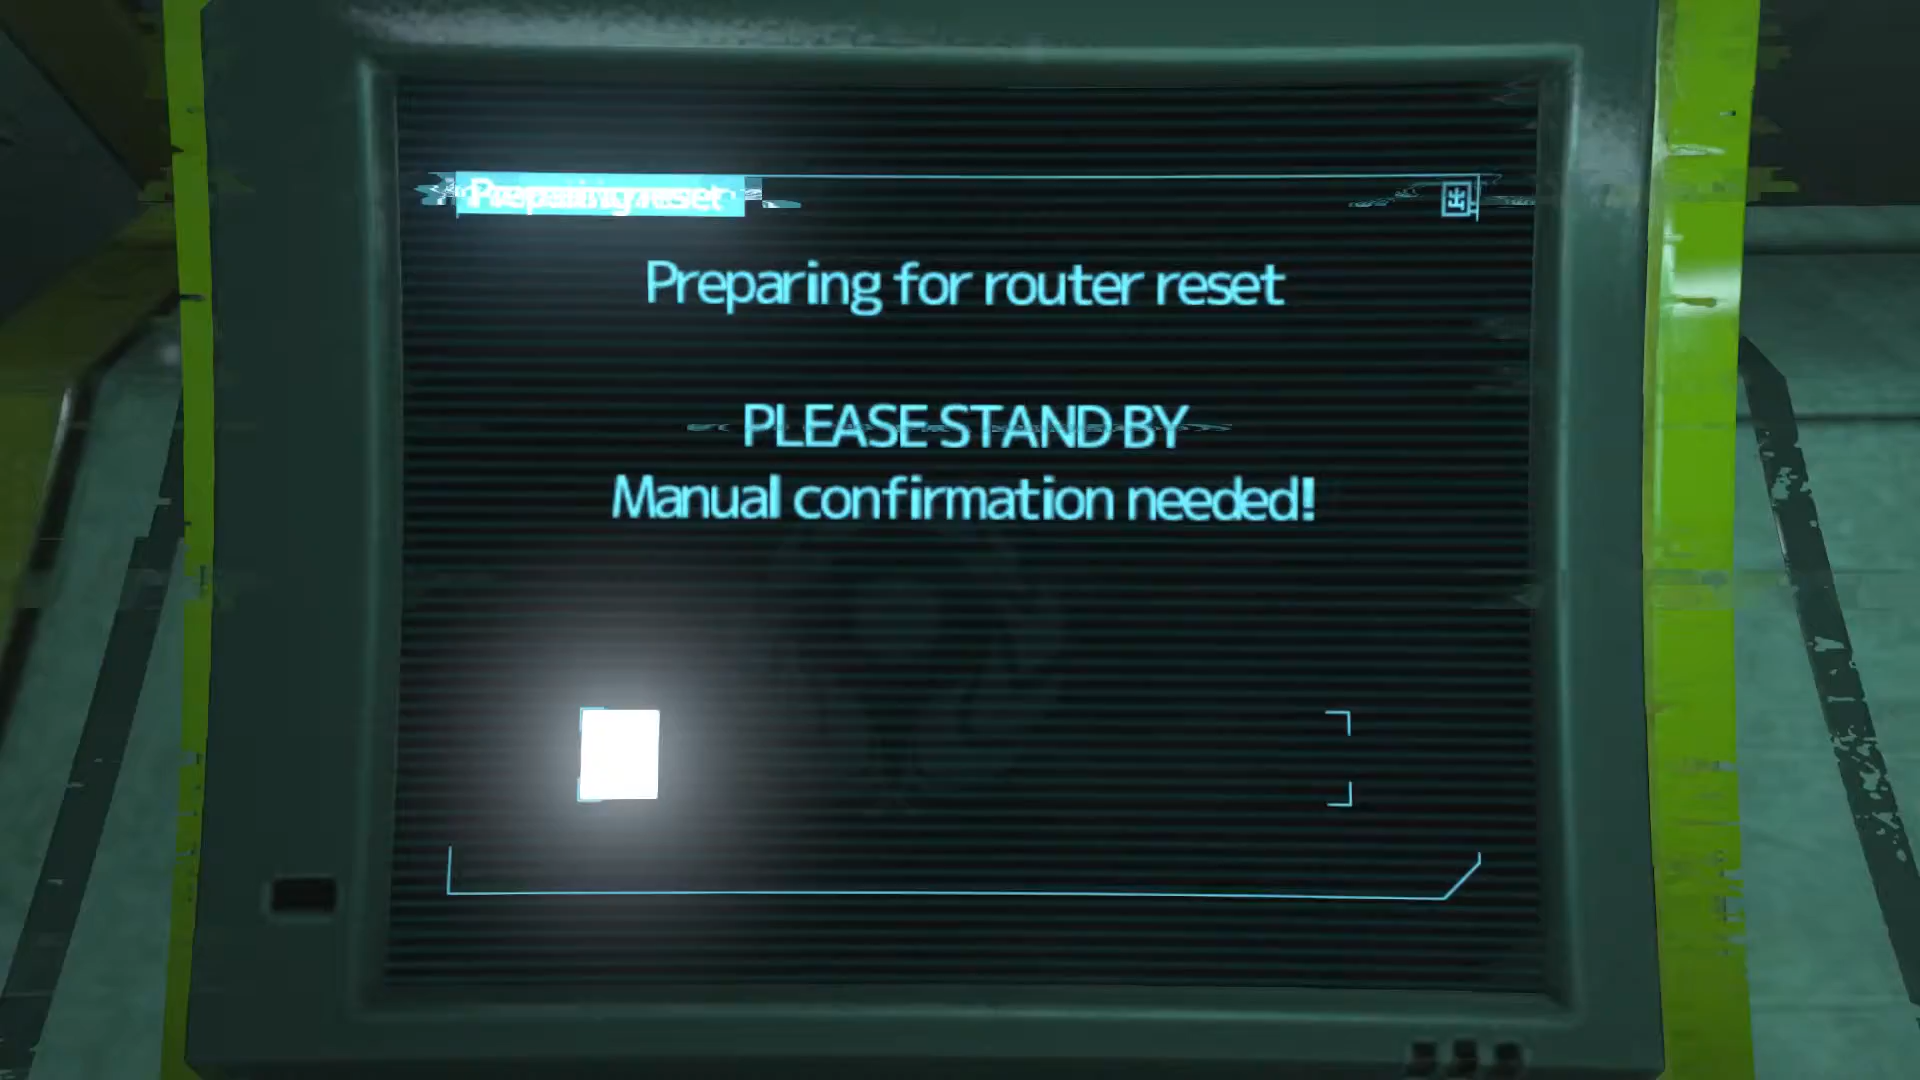 Preparing reset
Preparing for router reset
PLEASE STAND BY
Manual confirmation needed!